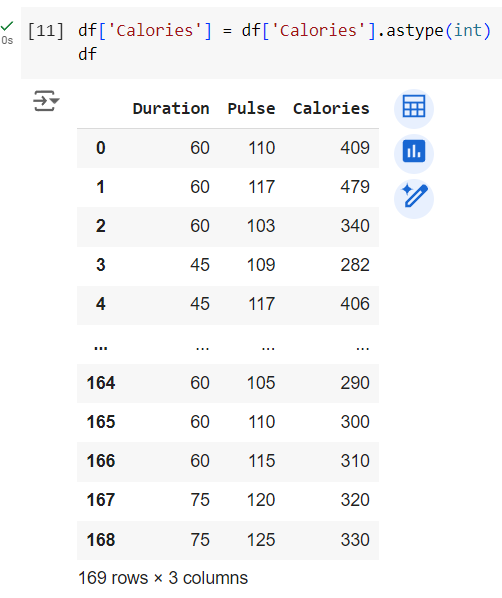 [11] df['Calories'] = df['Calories'].astype(int)
0s
df
Duration Pulse Calories
0 60 110 409
1 60 117 479
2 60 103 340
3 45 109 282
4 45 117 406
... ... ... ...
164 60 105 290
165 60 110 300
166 60 115 310
167 75 120 320
168 75 125 330
169 rows × 3 columns